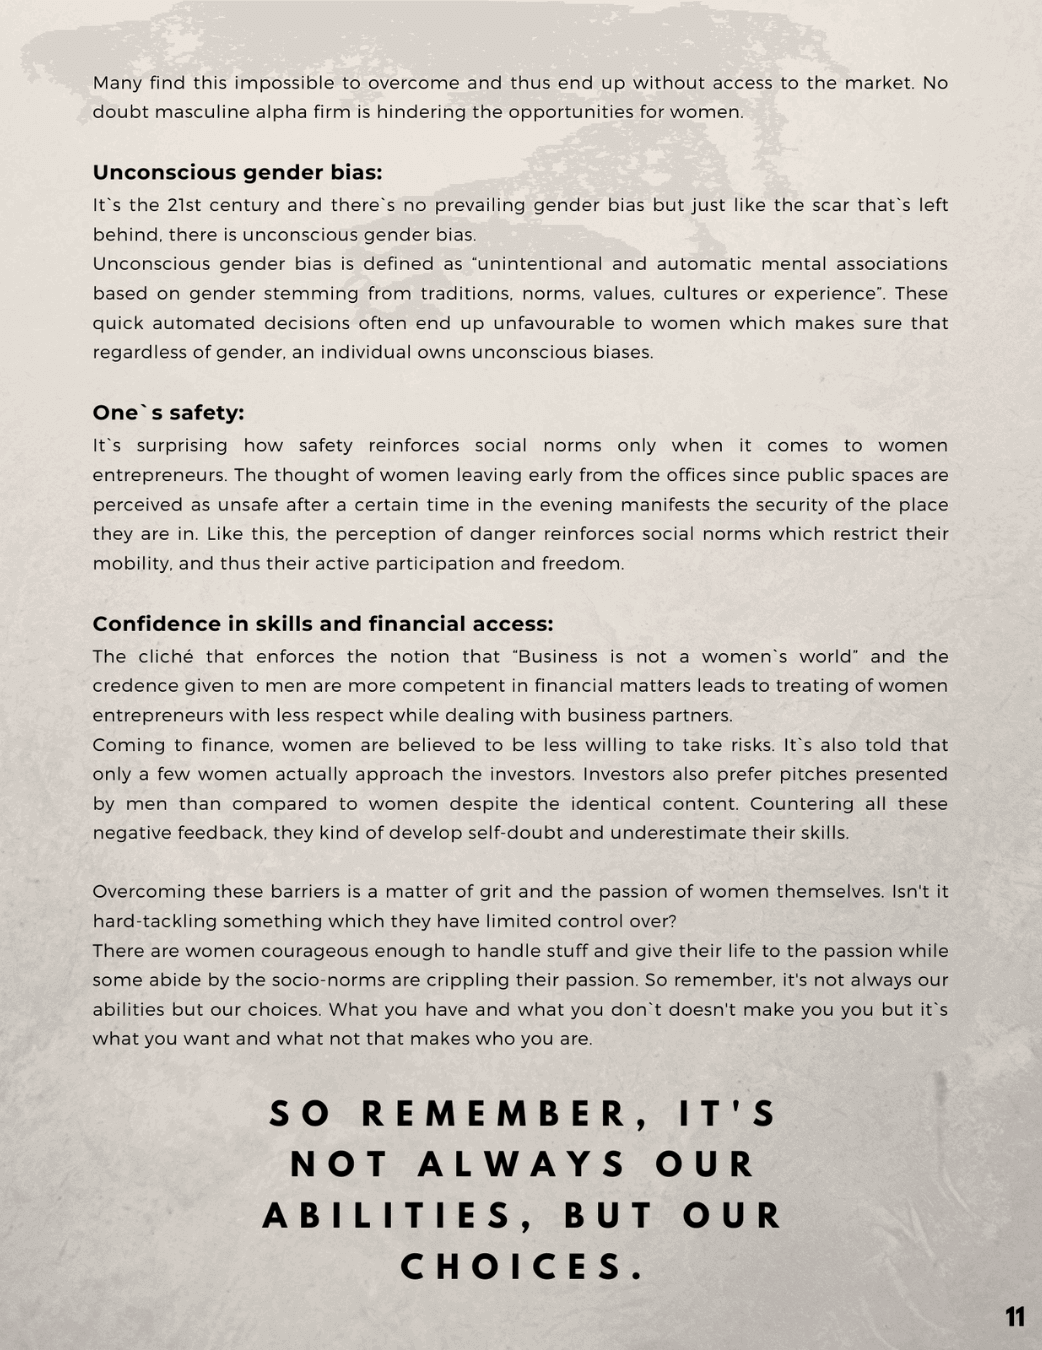 Many find this impossible to overcome and thus end up without access to the market. No
doubt masculine alpha firm is hindering the opportunities for women.
Unconscious gender bias:
It`s the 21st century and there`s no prevailing gender bias but just like the scar that`s left
behind, there is unconscious gender bias.
Unconscious gender bias is defined as “unintentional and automatic mental associations
based on gender stemming from traditions, norms, values, cultures or experience”. These
quick automated decisions often end up unfavourable to women which makes sure that
regardless of gender, an individual owns unconscious biases.
One`s safety:
It`s surprising how safety reinforces social norms only when it comes to women
entrepreneurs. The thought of women leaving early from the offices since public spaces are
perceived as unsafe after a certain time in the evening manifests the security of the place
they are in. Like this, the perception of danger reinforces social norms which restrict their
mobility, and thus their active participation and freedom.
Confidence in skills and financial access:
The cliché that enforces the notion that “Business is not a women`s world” and the
credence given to men are more competent in financial matters leads to treating of women
entrepreneurs with less respect while dealing with business partners.
Coming to finance, women are believed to be less willing to take risks. It`s also told that
only a few women actually approach the investors. Investors also prefer pitches presented
by men than compared to women despite the identical content. Countering all these
negative feedback, they kind of develop self-doubt and underestimate their skills.
Overcoming these barriers is a matter of grit and the passion of women themselves. Isn't it
hard-tackling something which they have limited control over?
There are women courageous enough to handle stuff and give their life to the passion while
some abide by the socio-norms are crippling their passion. So remember, it's not always our
abilities but our choices. What you have and what you don`t doesn't make you you but it`s
what you want and what not that makes who you are.
SO REMEMBER, IT'S
NOT ALWAYS OUR
ABILITIES, BUT OUR
CHOICES.
11